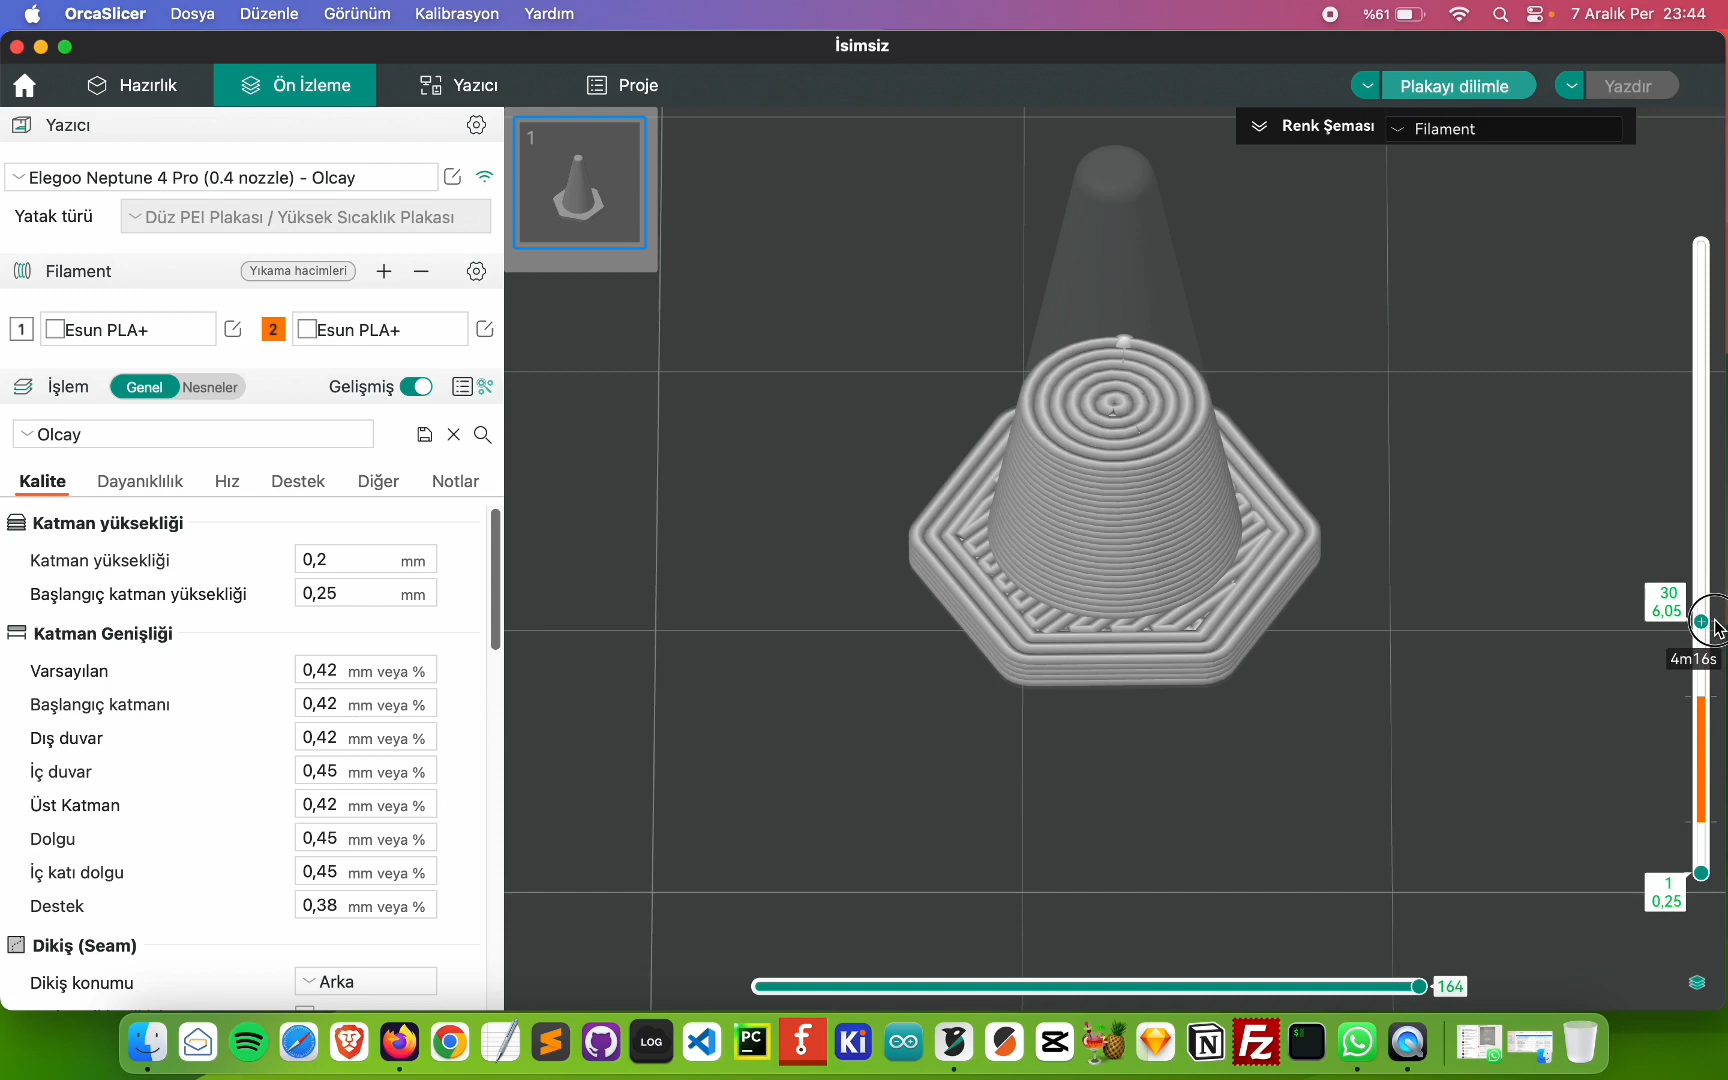 OrcaSlicer Dosya Düzenle Görünüm Kalibrasyon Yardım %61 7 Aralık Per 23:44
İsimsiz
Hazırlık Ön İzleme Yazıcı Proje Plakayı dilimle Yazdır
Yazıcı
Elegoo Neptune 4 Pro (0.4 nozzle) - Olcay
Yatak türü Düz PEI Plakası / Yüksek Sıcaklık Plakası
Filament Yıkama hacimleri
1 Esun PLA+ 2 Esun PLA+
İşlem Genel Nesneler Gelişmiş
Olcay
Kalite Dayanıklılık Hız Destek Diğer Notlar
Katman yüksekliği
Katman yüksekliği 0,2 mm
Başlangıç katman yüksekliği 0,25 mm
Katman Genişliği
Varsayılan 0,42 mm veya %
Başlangıç katmanı 0,42 mm veya %
Dış duvar 0,42 mm veya %
İç duvar 0,45 mm veya %
Üst Katman 0,42 mm veya %
Dolgu 0,45 mm veya %
İç katı dolgu 0,45 mm veya %
Destek 0,38 mm veya %
Dikiş (Seam)
Dikiş konumu Arka
1
Renk Şeması Filament
30
6,05
4m16s
1
0,25
164
LOG PC f Ki N FZ $